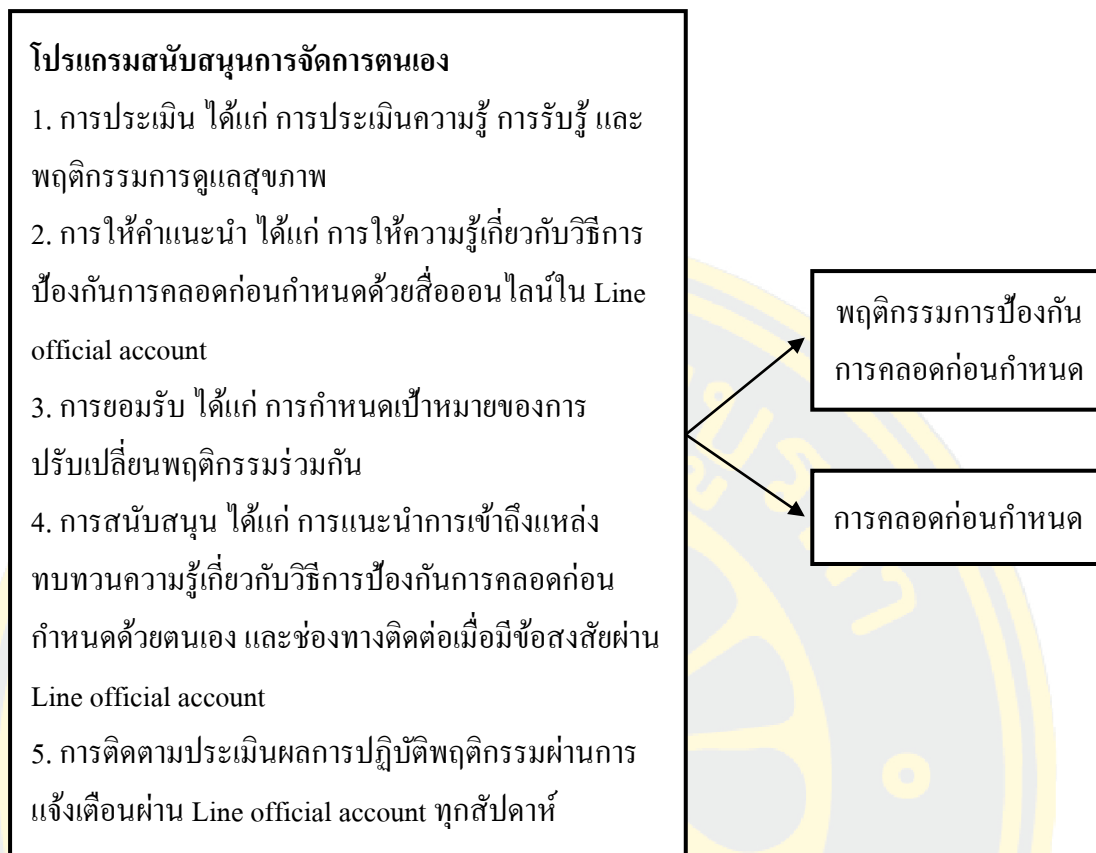 โปรแกรมสนับสนุนการจัดการตนเอง
1. การประเมิน ได้แก่ การประเมินความรู้ การรับรู้ และ
พฤติกรรมการดูแลสุขภาพ
2. การให้คำแนะนำ ได้แก่ การให้ความรู้เกี่ยวกับวิธีการ
ป้องกันการคลอดก่อนกำหนดด้วยสื่อออนไลน์ใน Line
official account
3. การยอมรับ ได้แก่ การกำหนดเป้าหมายของการ
ปรับเปลี่ยนพฤติกรรมร่วมกัน
4. การสนับสนุน ได้แก่ การแนะนำการเข้าถึงแหล่ง
ทบทวนความรู้เกี่ยวกับวิธีการป้องกันการคลอดก่อน
กำหนดด้วยตนเอง และช่องทางติดต่อเมื่อมีข้อสงสัยผ่าน
Line official account
5. การติดตามประเมินผลการปฏิบัติพฤติกรรมผ่านการ
แจ้งเตือนผ่าน Line official account ทุกสัปดาห์
พฤติกรรมการป้องกัน
การคลอดก่อนกำหนด
การคลอดก่อนกำหนด